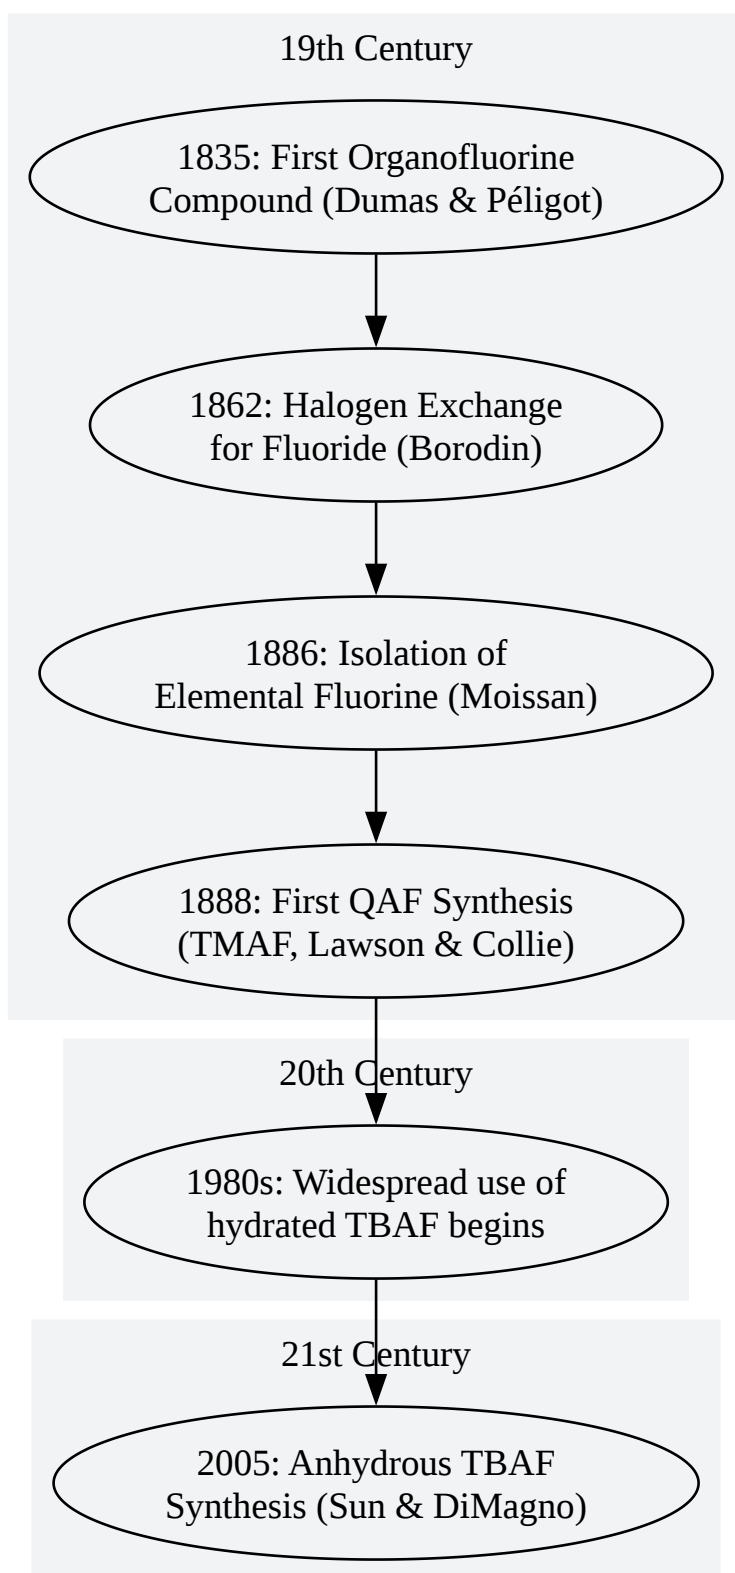 19th Century
1835: First Organofluorine
Compound (Dumas & Péligot)
1862: Halogen Exchange
for Fluoride (Borodin)
1886: Isolation of
Elemental Fluorine (Moissan)
1888: First QAF Synthesis
(TMAF, Lawson & Collie)
20th Century
1980s: Widespread use of
hydrated TBAF begins
21st Century
2005: Anhydrous TBAF
Synthesis (Sun & DiMagno)